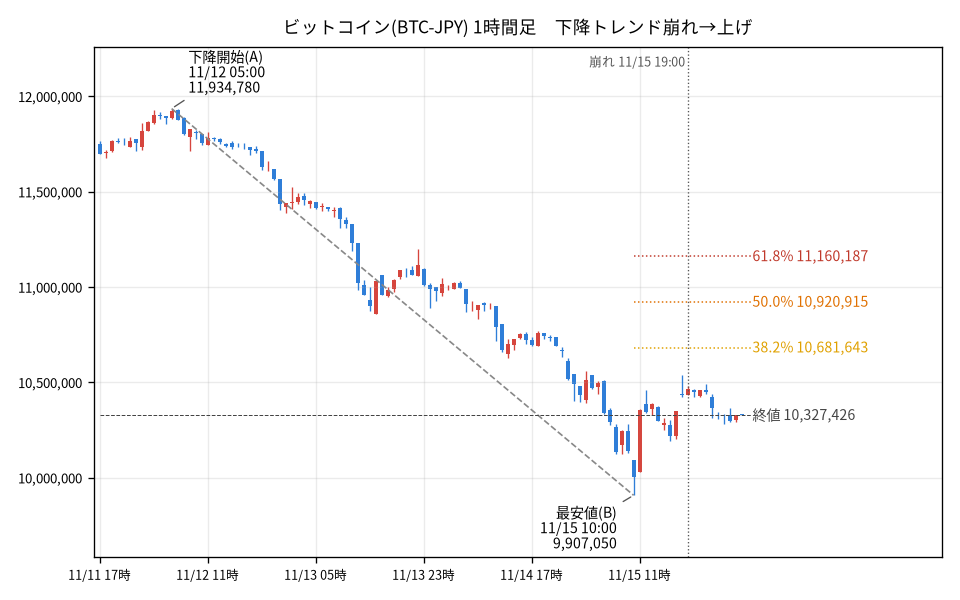 ビットコイン(BTC-JPY) 1時間足　下降トレンド崩れ→上げ
下降開始(A)
11/12 05:00
11,934,780
崩れ 11/15 19:00
12,000,000
11,500,000
11,000,000
10,500,000
10,000,000
61.8% 11,160,187
50.0% 10,920,915
38.2% 10,681,643
終値 10,327,426
最安値(B)
11/15 10:00
9,907,050
11/11 17時
11/12 11時
11/13 05時
11/13 23時
11/14 17時
11/15 11時